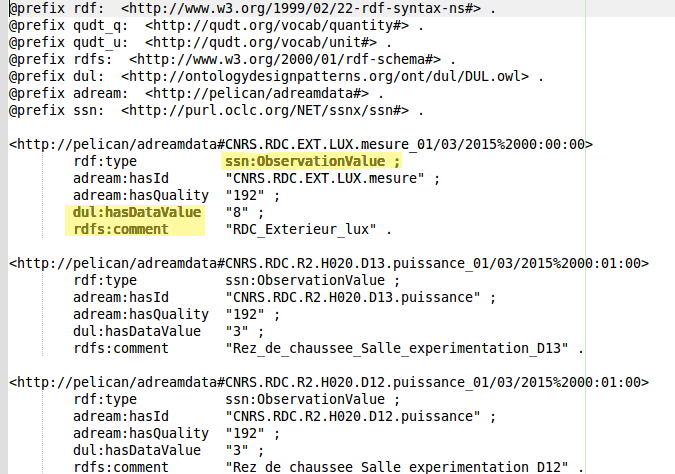 @prefix rdf:  <http://www.w3.org/1999/02/22-rdf-syntax-ns#> .
@prefix qudt_q:  <http://qudt.org/vocab/quantity#> .
@prefix qudt_u:  <http://qudt.org/vocab/unit#> .
@prefix rdfs:  <http://www.w3.org/2000/01/rdf-schema#> .
@prefix dul:  <http://ontologydesignpatterns.org/ont/dul/DUL.owl> .
@prefix adream:  <http://pelican/adreamdata#> .
@prefix ssn:  <http://purl.oclc.org/NET/ssnx/ssn#> .

<http://pelican/adreamdata#CNRS.RDC.EXT.LUX.mesure_01/03/2015%2000:00:00>
        rdf:type           ssn:ObservationValue ;
        adream:hasId       "CNRS.RDC.EXT.LUX.mesure" ;
        adream:hasQuality  "192" ;
        dul:hasDataValue   "8" ;
        rdfs:comment       "RDC_Exterieur_lux" .

<http://pelican/adreamdata#CNRS.RDC.R2.H020.D13.puissance_01/03/2015%2000:01:00>
        rdf:type           ssn:ObservationValue ;
        adream:hasId       "CNRS.RDC.R2.H020.D13.puissance" ;
        adream:hasQuality  "192" ;
        dul:hasDataValue   "3" ;
        rdfs:comment       "Rez_de_chaussee_Salle_experimentation_D13" .

<http://pelican/adreamdata#CNRS.RDC.R2.H020.D12.puissance_01/03/2015%2000:01:00>
        rdf:type           ssn:ObservationValue ;
        adream:hasId       "CNRS.RDC.R2.H020.D12.puissance" ;
        adream:hasQuality  "192" ;
        dul:hasDataValue   "3" ;
        rdfs:comment       "Rez_de_chaussee_Salle_experimentation_D12" .